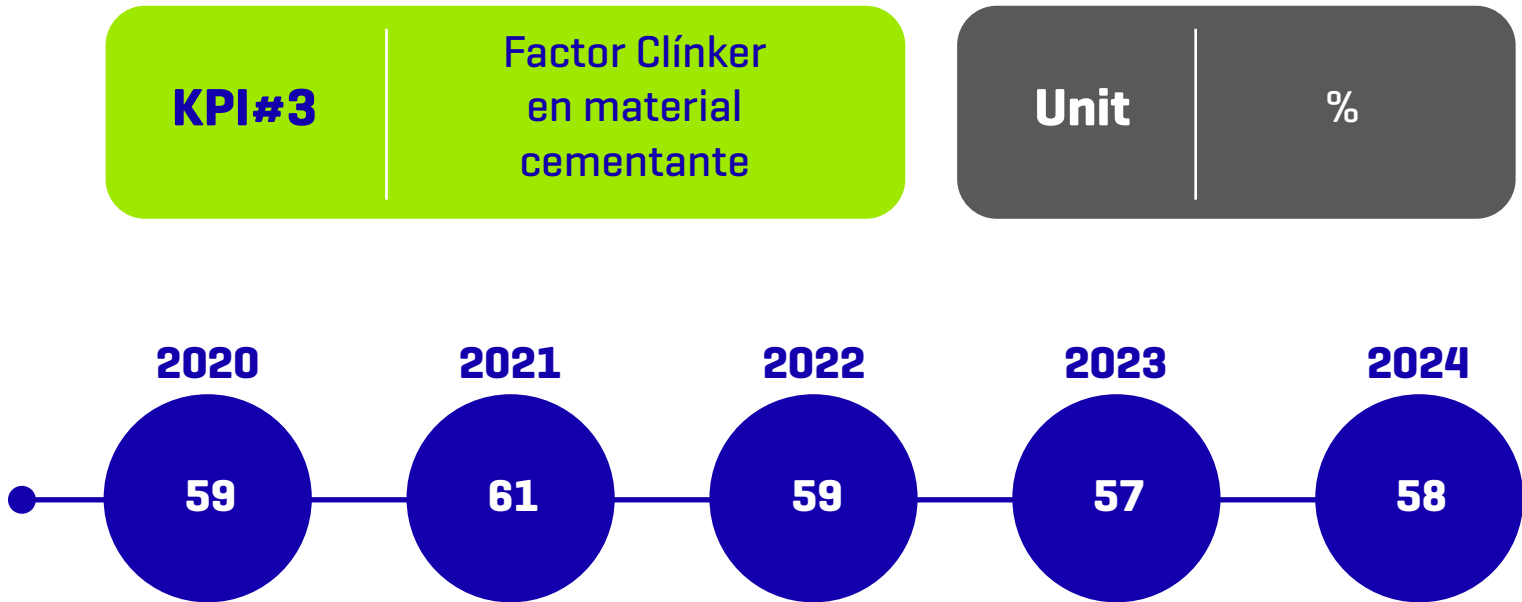 KPI#3
Factor Clínker
en material
cementante
Unit
%
2020
2021
2022
2023
2024
59
61
59
57
58